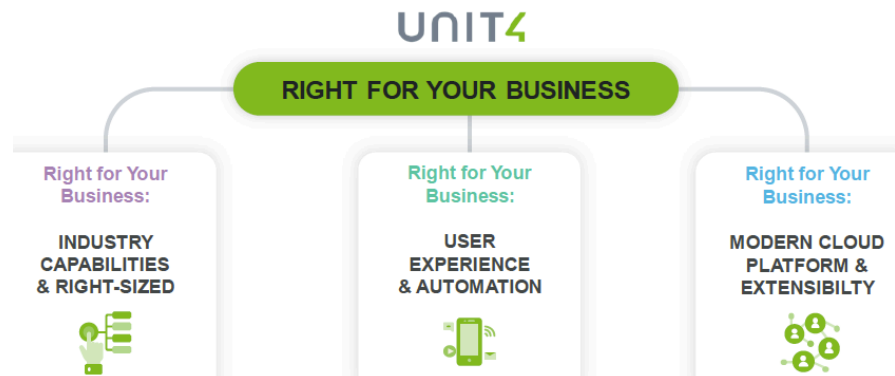 UNIT4
RIGHT FOR YOUR BUSINESS
Right for Your
Business:
INDUSTRY
CAPABILITIES
& RIGHT-SIZED
Right for Your
Business:
USER
EXPERIENCE
& AUTOMATION
Right for Your
Business:
MODERN CLOUD
PLATFORM &
EXTENSIBILTY